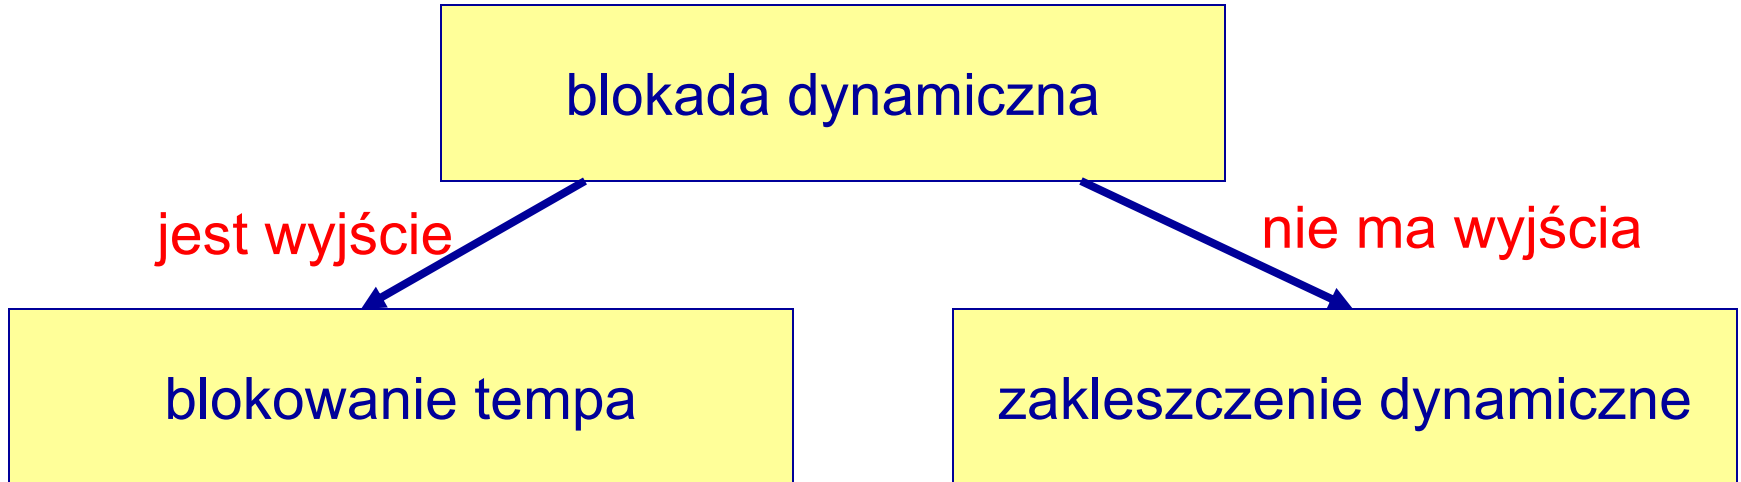 blokada dynamiczna
jest wyjście
nie ma wyjścia
blokowanie tempa
zakleszczenie dynamiczne